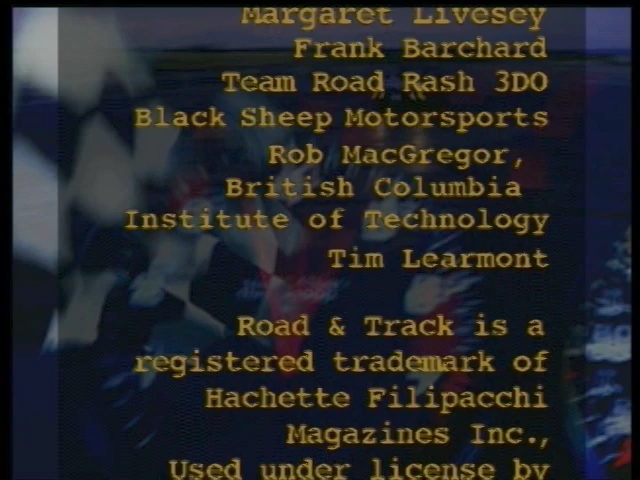 Margaret Livesey
Frank Barchard
Team Road Rash 3DO
Black Sheep Motorsports
Rob MacGregor,
British Columbia
Institute of Technology
Tim Learmont
Road & Track is a
registered trademark of
Hachette Filipacchi
Magazines Inc.,
Used under license by